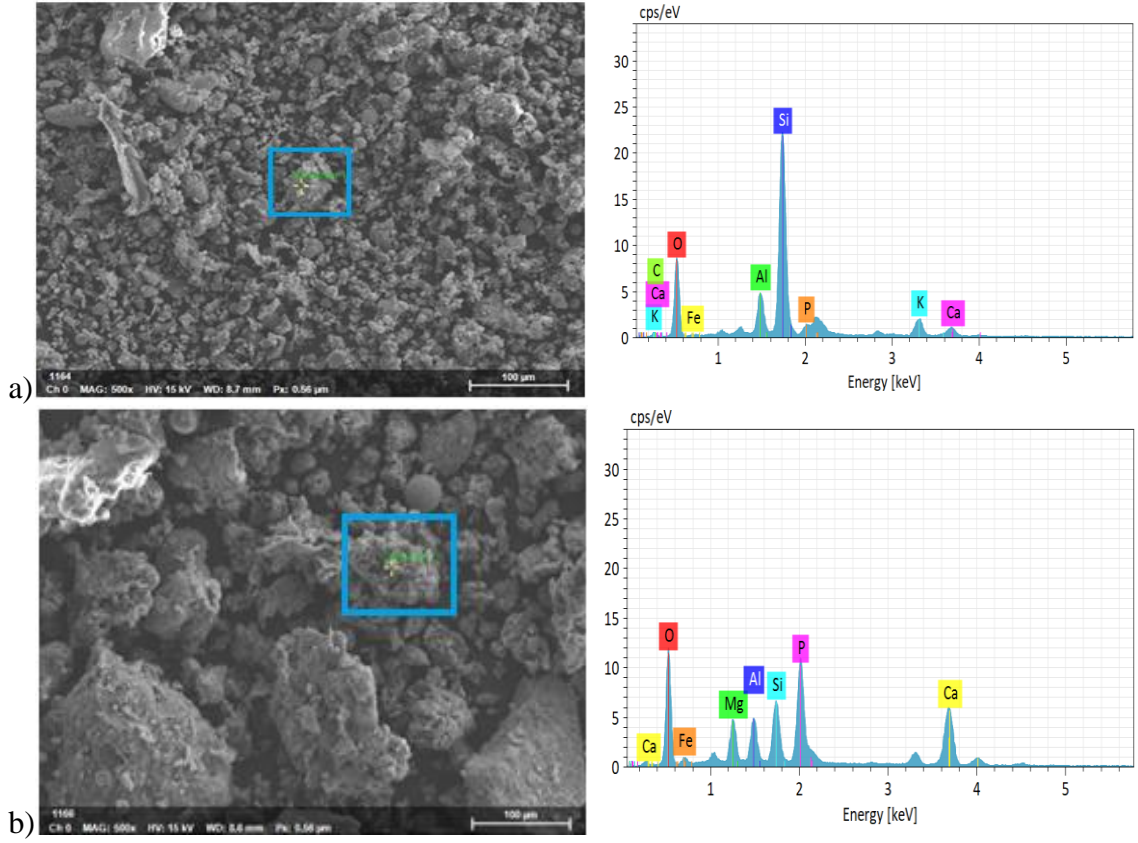 cps/eV
30
25
20
15
10
5
0
Si
O
C
Ca
K
Fe
Al
P
K
Ca
1 2 3 4 5
Energy [keV]
1164
Ch 0 MAG: 500x HV: 15 kV WD: 8.7 mm Px: 0.56 µm
100 µm
a)
cps/eV
30
25
20
15
10
5
0
O
Ca
Fe
Mg
Al
Si
P
Ca
1 2 3 4 5
Energy [keV]
Ch 0 MAG: 500x HV: 15 kV WD: 8.6 mm Px: 0.56 µm
100 µm
b)